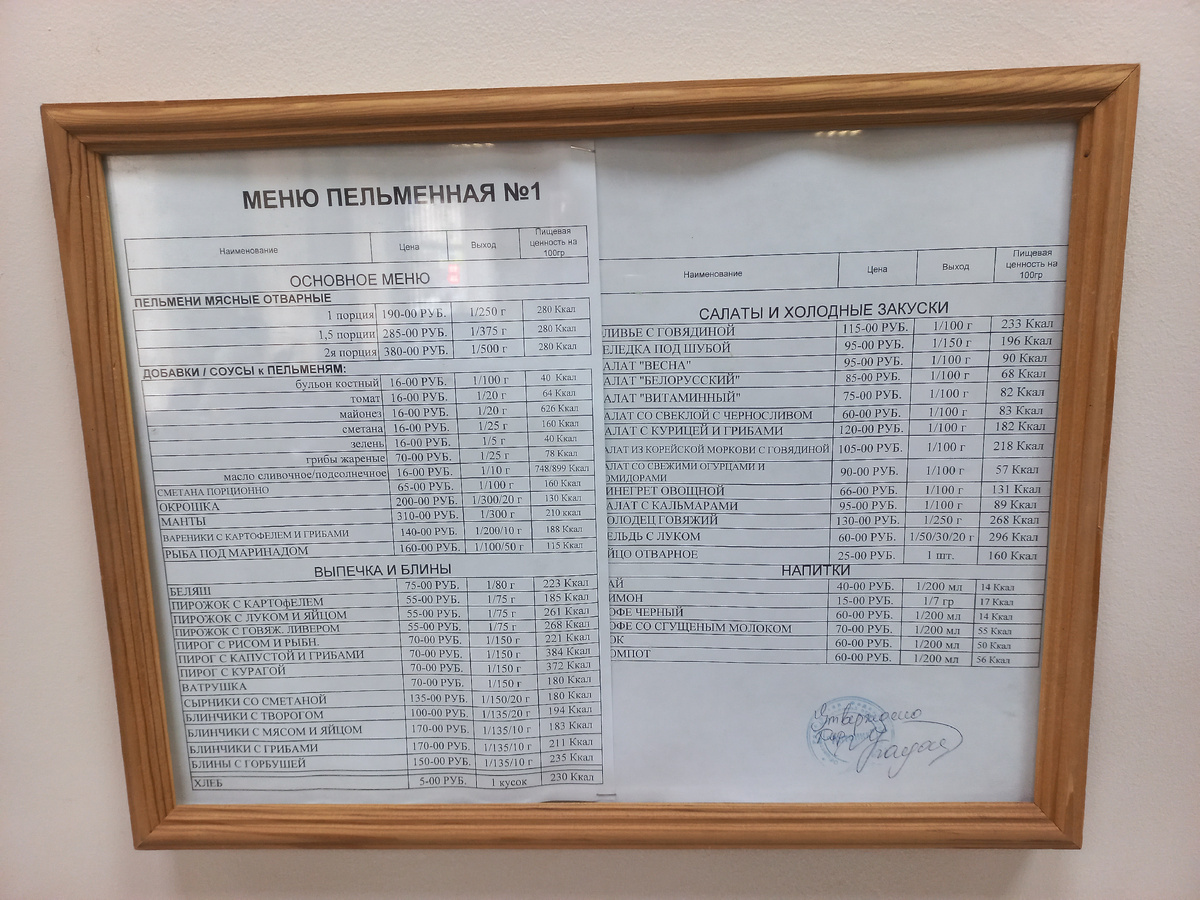 МЕНЮ ПЕЛЬМЕННАЯ №1
Наименование Цена Выход Пищевая ценность на 100гр
ОСНОВНОЕ МЕНЮ
ПЕЛЬМЕНИ МЯСНЫЕ ОТВАРНЫЕ
1 порция 190-00 РУБ. 1/250 г 280 Ккал
1,5 порции 285-00 РУБ. 1/375 г 280 Ккал
2я порция 380-00 РУБ. 1/500 г 280 Ккал
ДОБАВКИ / СОУСЫ к ПЕЛЬМЕНЯМ:
бульон костный 16-00 РУБ. 1/100 г 40 Ккал
томат 16-00 РУБ. 1/20 г 64 Ккал
майонез 16-00 РУБ. 1/20 г 626 Ккал
сметана 16-00 РУБ. 1/25 г 160 Ккал
зелень 16-00 РУБ. 1/5 г 40 Ккал
грибы жареные 70-00 РУБ. 1/25 г 78 Ккал
масло сливочное/подсолнечное 16-00 РУБ. 1/10 г 748/899 Ккал
СМЕТАНА ПОРЦИОННО 65-00 РУБ. 1/100 г 160 Ккал
ОКРОШКА 200-00 РУБ. 1/300/20 г 130 Ккал
МАНТЫ 310-00 РУБ. 1/300 г 210 ккал
ВАРЕНИКИ С КАРТОФЕЛЕМ И ГРИБАМИ 140-00 РУБ. 1/200/10 г 188 Ккал
РЫБА ПОД МАРИНАДОМ 160-00 РУБ. 1/100/50 г 115 Ккал
ВЫПЕЧКА И БЛИНЫ
БЕЛЯШ 75-00 РУБ. 1/80 г 223 Ккал
ПИРОЖОК С КАРТОфЕЛЕМ 55-00 РУБ. 1/75 г 185 Ккал
ПИРОЖОК С ЛУКОМ И ЯЙЦОМ 55-00 РУБ. 1/75 г 261 Ккал
ПИРОЖОК С ГОВЯЖ. ЛИВЕРОМ 55-00 РУБ. 1/75 г 268 Ккал
ПИРОГ С РИСОМ И РЫБН. 70-00 РУБ. 1/150 г 221 Ккал
ПИРОГ С КАПУСТОЙ И ГРИБАМИ 70-00 РУБ. 1/150 г 384 Ккал
ПИРОГ С КУРАГОЙ 70-00 РУБ. 1/150 г 372 Ккал
ВАТРУШКА 70-00 РУБ. 1/150 г 180 Ккал
СЫРНИКИ СО СМЕТАНОЙ 135-00 РУБ. 1/150/20 г 180 Ккал
БЛИНЧИКИ С ТВОРОГОМ 100-00 РУБ. 1/135/20 г 194 Ккал
БЛИНЧИКИ С МЯСОМ И ЯЙЦОМ 170-00 РУБ. 1/135/10 г 183 Ккал
БЛИНЧИКИ С ГРИБАМИ 170-00 РУБ. 1/135/10 г 211 Ккал
БЛИНЫ С ГОРБУШЕЙ 150-00 РУБ. 1/135/10 г 235 Ккал
ХЛЕБ 5-00 РУБ. 1 кусок 230 Ккал
Наименование Цена Выход Пищевая ценность на 100гр
САЛАТЫ И ХОЛОДНЫЕ ЗАКУСКИ
ЛИВЬЕ С ГОВЯДИНОЙ 115-00 РУБ. 1/100 г 233 Ккал
ЕЛЕДКА ПОД ШУБОЙ 95-00 РУБ. 1/150 г 196 Ккал
АЛАТ "ВЕСНА" 95-00 РУБ. 1/100 г 90 Ккал
АЛАТ "БЕЛОРУССКИЙ" 85-00 РУБ. 1/100 г 68 Ккал
АЛАТ "ВИТАМИННЫЙ" 75-00 РУБ. 1/100 г 82 Ккал
АЛАТ СО СВЕКЛОЙ С ЧЕРНОСЛИВОМ 60-00 РУБ. 1/100 г 83 Ккал
АЛАТ С КУРИЦЕЙ И ГРИБАМИ 120-00 РУБ. 1/100 г 182 Ккал
АЛАТ ИЗ КОРЕЙСКОЙ МОРКОВИ С ГОВЯДИНОЙ 105-00 РУБ. 1/100 г 218 Ккал
АЛАТ СО СВЕЖИМИ ОГУРЦАМИ И
ОМИДОРАМИ 90-00 РУБ. 1/100 г 57 Ккал
ИНЕГРЕТ ОВОЩНОЙ 66-00 РУБ. 1/100 г 131 Ккал
АЛАТ С КАЛЬМАРАМИ 95-00 РУБ. 1/100 г 89 Ккал
ОЛОДЕЦ ГОВЯЖИЙ 130-00 РУБ. 1/250 г 268 Ккал
ЕЛЬДЬ С ЛУКОМ 60-00 РУБ. 1/50/30/20 г 296 Ккал
ЙЦО ОТВАРНОЕ 25-00 РУБ. 1 шт. 160 Ккал
НАПИТКИ
АЙ 40-00 РУБ. 1/200 мл 14 Ккал
ИМОН 15-00 РУБ. 1/7 гр 17 Ккал
ОФЕ ЧЕРНЫЙ 60-00 РУБ. 1/200 мл 14 Ккал
ОФЕ СО СГУЩЕНЫМ МОЛОКОМ 70-00 РУБ. 1/200 мл 55 Ккал
ОК 60-00 РУБ. 1/200 мл 50 Ккал
ОМПОТ 60-00 РУБ. 1/200 мл 56 Ккал
Утверждено